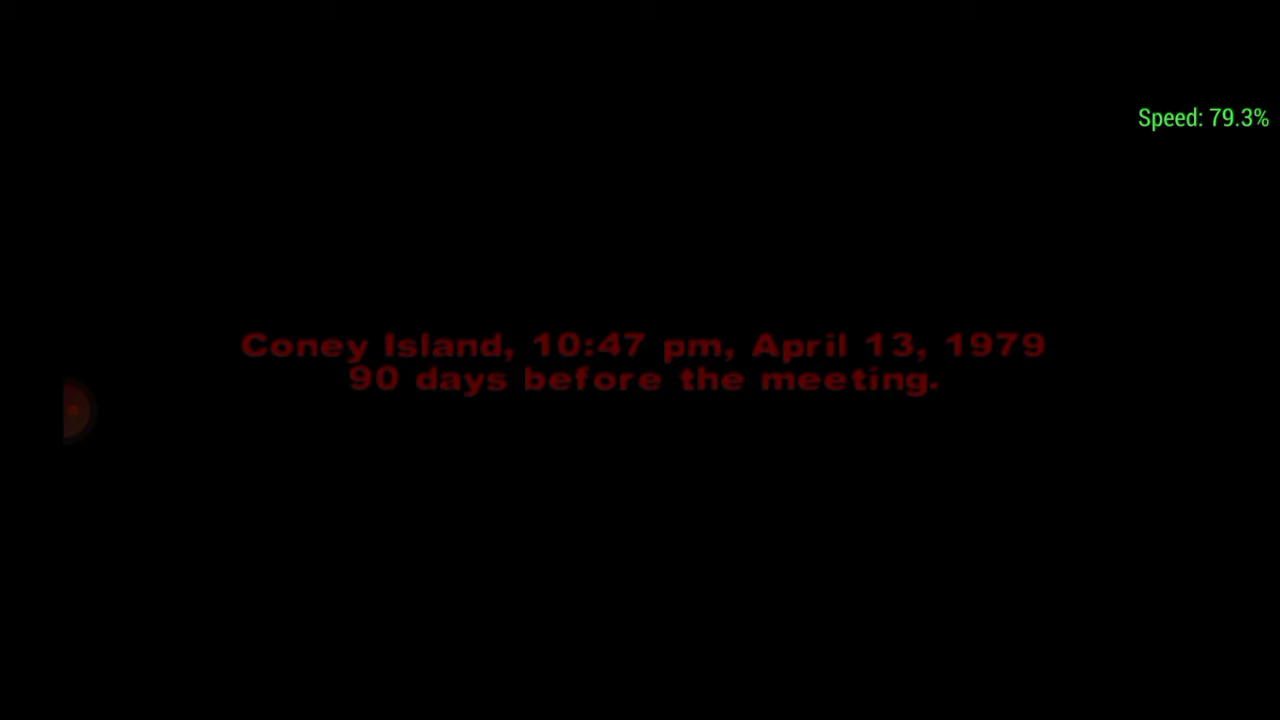 Speed: 79.3%
Coney Island, 10:47 pm, April 13, 1979
90 days before the meeting.